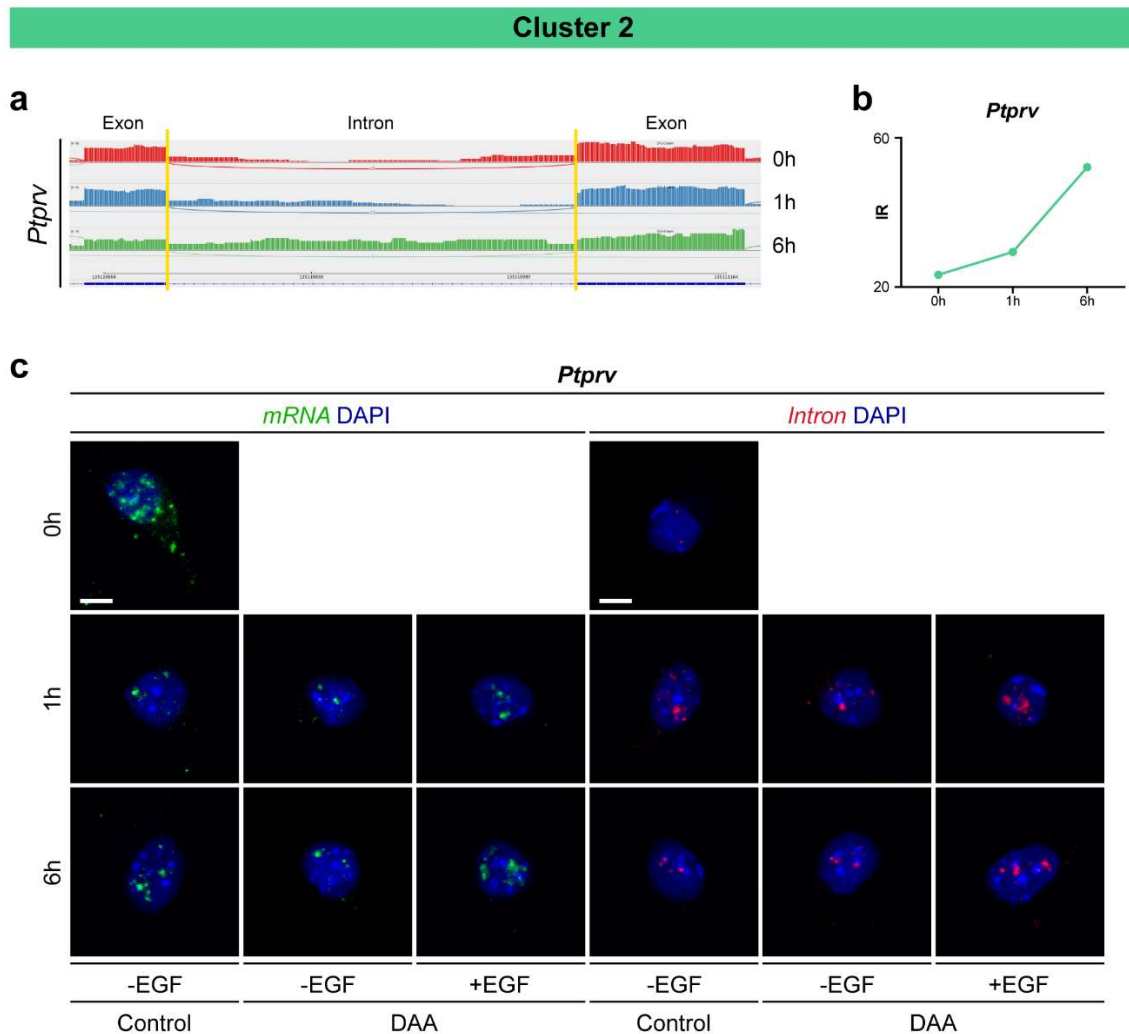 Cluster 2
a
Exon Intron Exon
Ptprv
0h
1h
6h
b
Ptprv
60
IR
20
0h 1h 6h
c
Ptprv
mRNA DAPI Intron DAPI
0h
1h
6h
-EGF -EGF +EGF -EGF -EGF +EGF
Control DAA Control DAA